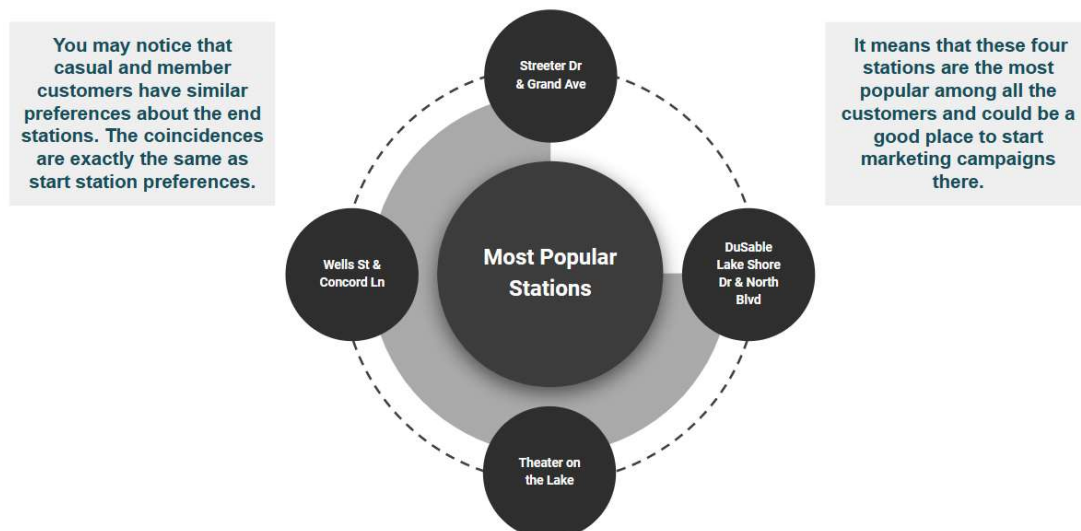 You may notice that
casual and member
customers have similar
preferences about the end
stations. The coincidences
are exactly the same as
start station preferences.
Streeter Dr
& Grand Ave
It means that these four
stations are the most
popular among all the
customers and could be a
good place to start
marketing campaigns
there.
Wells St &
Concord Ln
Most Popular
Stations
DuSable
Lake Shore
Dr & North
Blvd
Theater on
the Lake